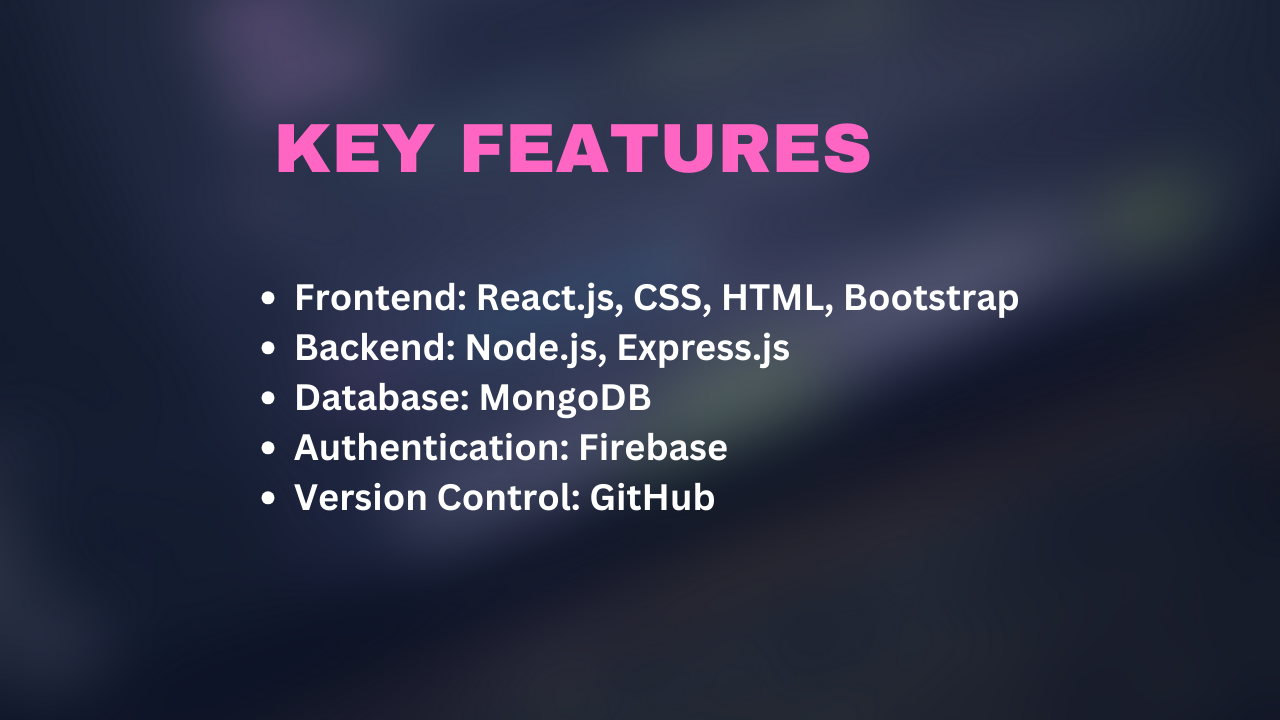 KEY FEATURES
• Frontend: React.js, CSS, HTML, Bootstrap
• Backend: Node.js, Express.js
• Database: MongoDB
• Authentication: Firebase
• Version Control: GitHub